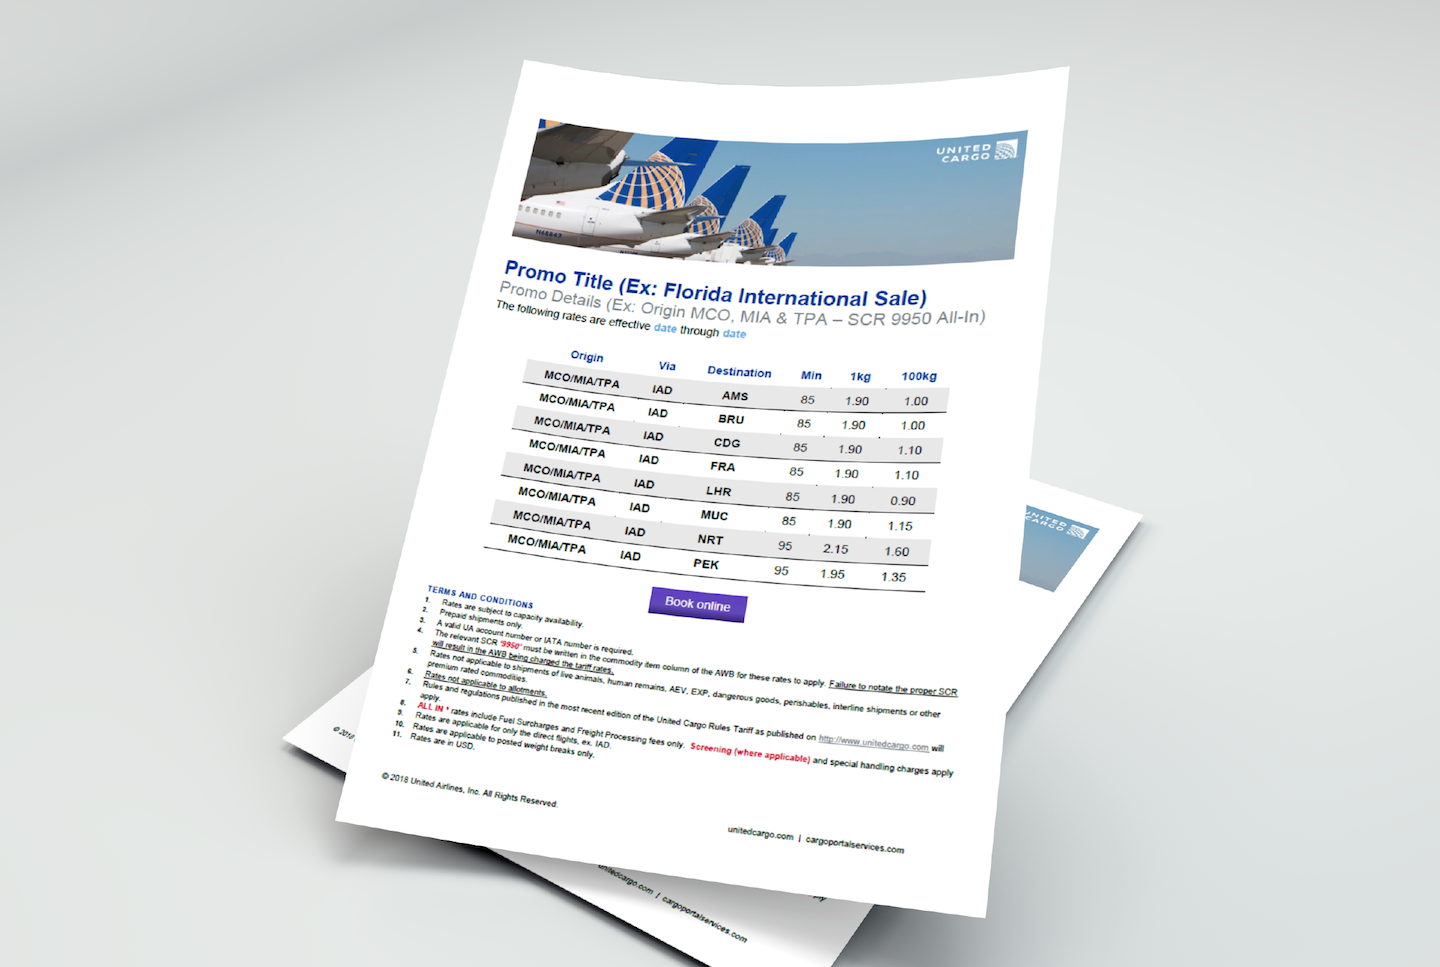 UNITED
CARGO
N68847
Promo Title (Ex: Florida International Sale)
Promo Details (Ex: Origin MCO, MIA & TPA – SCR 9950 All-In)
The following rates are effective date through date
Origin Via Destination Min 1kg 100kg
MCO/MIA/TPA IAD AMS 85 1.90 1.00
MCO/MIA/TPA IAD BRU 85 1.90 1.00
MCO/MIA/TPA IAD CDG 85 1.90 1.10
MCO/MIA/TPA IAD FRA 85 1.90 1.10
MCO/MIA/TPA IAD LHR 85 1.90 0.90
MCO/MIA/TPA IAD MUC 85 1.90 1.15
MCO/MIA/TPA IAD NRT 95 2.15 1.60
MCO/MIA/TPA IAD PEK 95 1.95 1.35
Book online
TERMS AND CONDITIONS
1. Rates are subject to capacity availability.
2. Prepaid shipments only.
3. A valid UA account number or IATA number is required.
4. The relevant SCR '9950' must be written in the commodity item column of the AWB for these rates to apply. Failure to notate the proper SCR
will result in the AWB being charged the tariff rates.
5. Rates not applicable to shipments of live animals, human remains, AEV, EXP, dangerous goods, perishables, interline shipments or other
premium rated commodities.
6. Rates not applicable to allotments.
7. Rules and regulations published in the most recent edition of the United Cargo Rules Tariff as published on http://www.unitedcargo.com will
apply.
8. ALL IN * rates include Fuel Surcharges and Freight Processing fees only. Screening (where applicable) and special handling charges apply
9. Rates are applicable for only the direct flights, ex. IAD.
10. Rates are applicable to posted weight breaks only.
11. Rates are in USD.
© 2018 United Airlines, Inc. All Rights Reserved.
unitedcargo.com | cargoportalservices.com
UNITED
CARGO
© 2018
unitedcargo.com | cargoportalservices.com